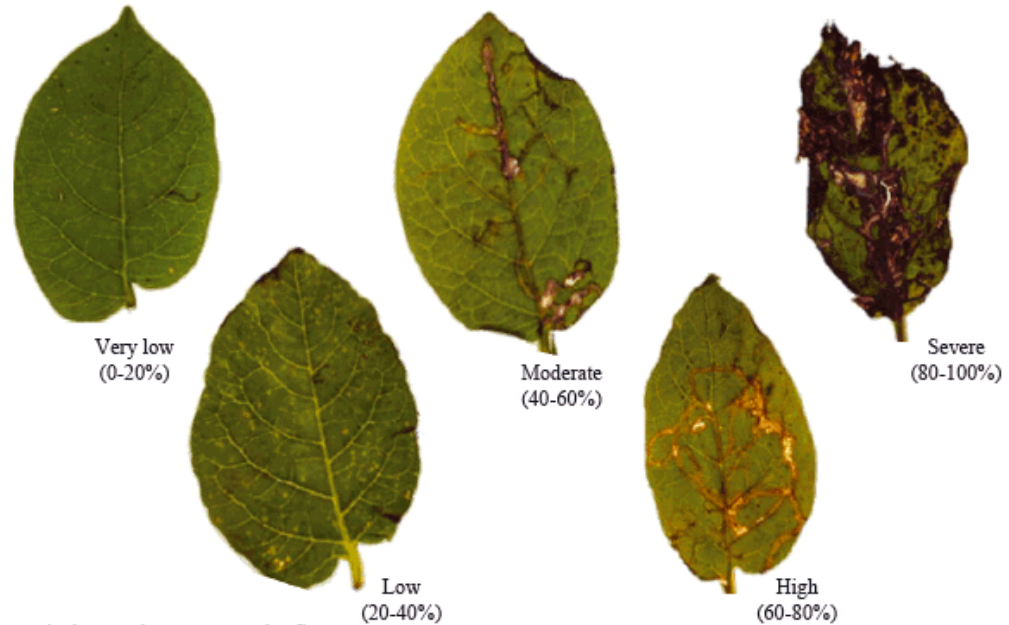 Very low
(0-20%)
Low
(20-40%)
Moderate
(40-60%)
High
(60-80%)
Severe
(80-100%)